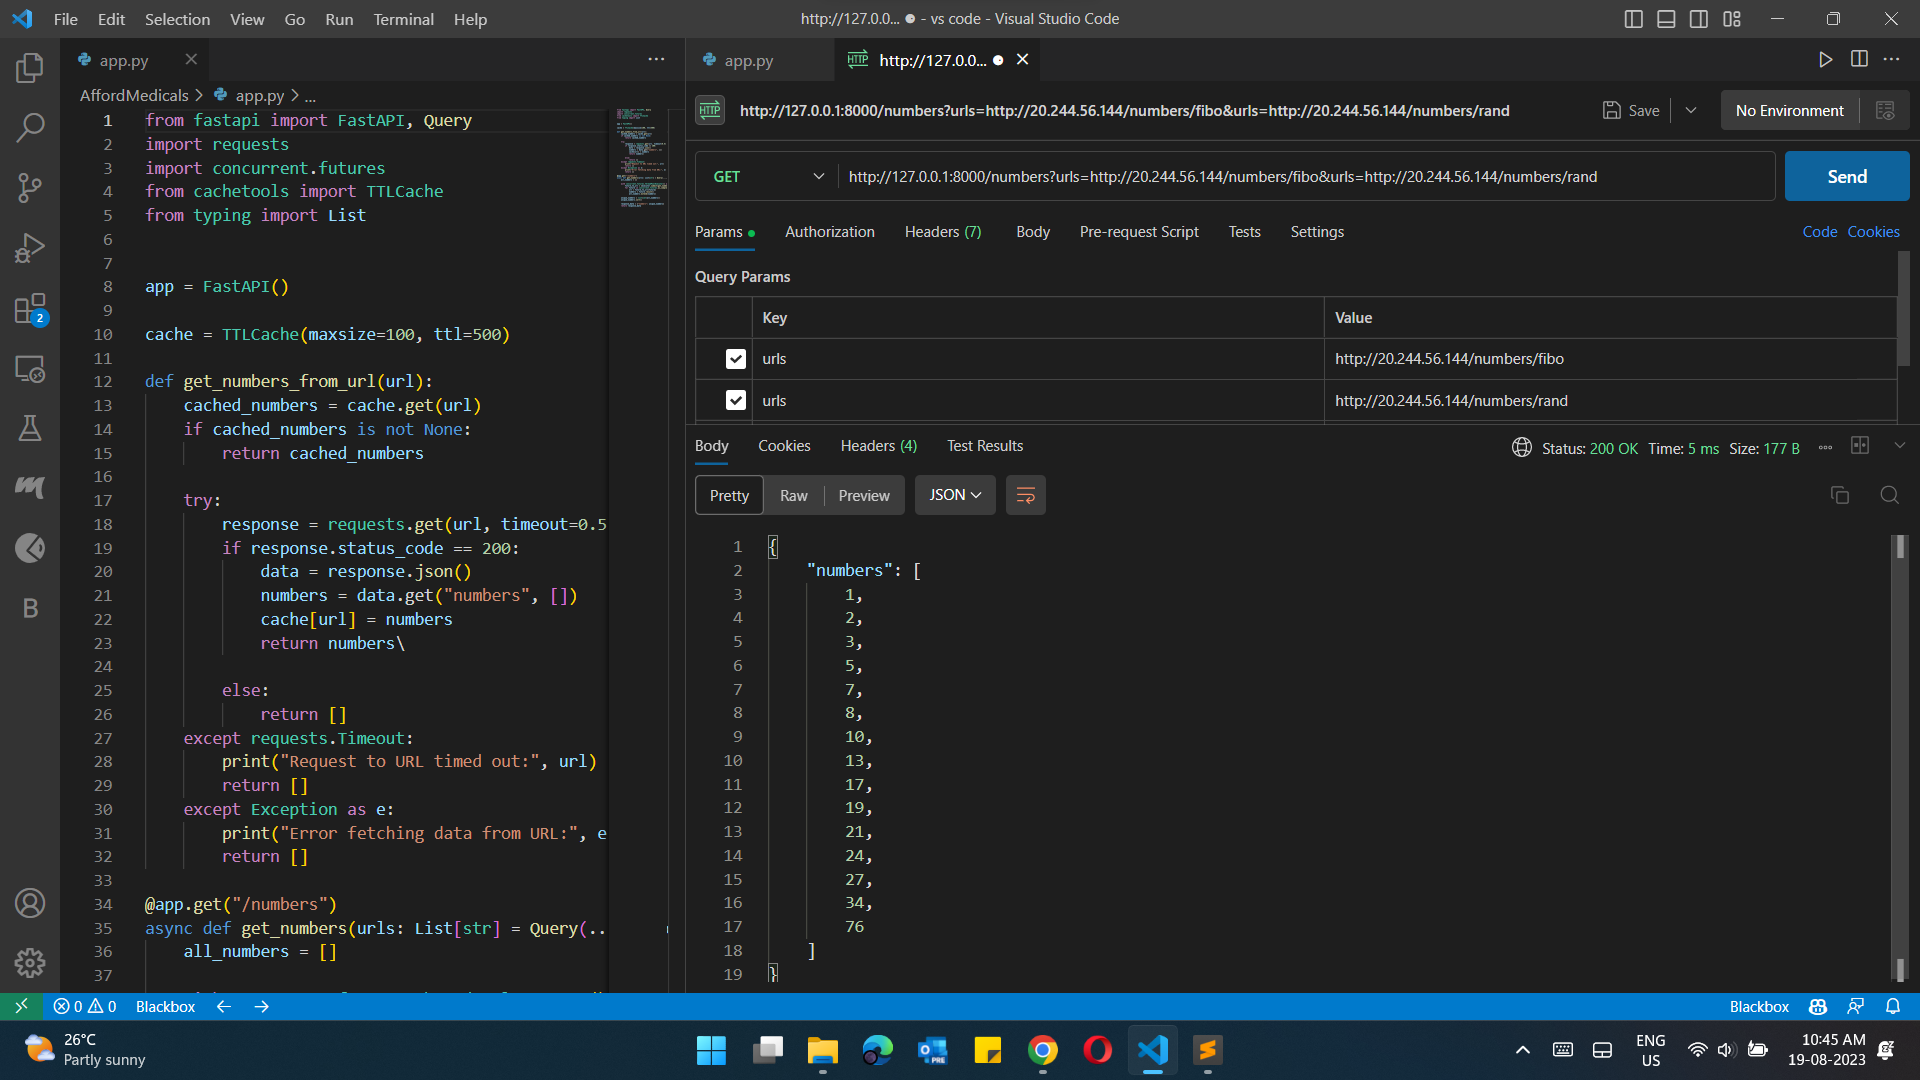 File Edit Selection View Go Run Terminal Help
http://127.0.0... ● - vs code - Visual Studio Code
app.py
AffordMedicals > app.py > ...
1 from fastapi import FastAPI, Query
2 import requests
3 import concurrent.futures
4 from cachetools import TTLCache
5 from typing import List
6
7
8 app = FastAPI()
9
10 cache = TTLCache(maxsize=100, ttl=500)
11
12 def get_numbers_from_url(url):
13 cached_numbers = cache.get(url)
14 if cached_numbers is not None:
15 return cached_numbers
16
17 try:
18 response = requests.get(url, timeout=0.5
19 if response.status_code == 200:
20 data = response.json()
21 numbers = data.get("numbers", [])
22 cache[url] = numbers
23 return numbers\
24
25 else:
26 return []
27 except requests.Timeout:
28 print("Request to URL timed out:", url)
29 return []
30 except Exception as e:
31 print("Error fetching data from URL:", e
32 return []
33
34 @app.get("/numbers")
35 async def get_numbers(urls: List[str] = Query(..
36 all_numbers = []
37
app.py
HTTP http://127.0.0... ●
HTTP http://127.0.0.1:8000/numbers?urls=http://20.244.56.144/numbers/fibo&urls=http://20.244.56.144/numbers/rand
Save
No Environment
GET http://127.0.0.1:8000/numbers?urls=http://20.244.56.144/numbers/fibo&urls=http://20.244.56.144/numbers/rand
Send
Params Authorization Headers (7) Body Pre-request Script Tests Settings Code Cookies
Query Params
Key Value
urls http://20.244.56.144/numbers/fibo
urls http://20.244.56.144/numbers/rand
Body Cookies Headers (4) Test Results
Status: 200 OK Time: 5 ms Size: 177 B
Pretty Raw Preview JSON
1 {
2 "numbers": [
3 1,
4 2,
5 3,
6 5,
7 7,
8 8,
9 10,
10 13,
11 17,
12 19,
13 21,
14 24,
15 27,
16 34,
17 76
18 ]
19 }
2
B
0 0 Blackbox
Blackbox
26°C
Partly sunny
PRE
ENG
US
10:45 AM
19-08-2023